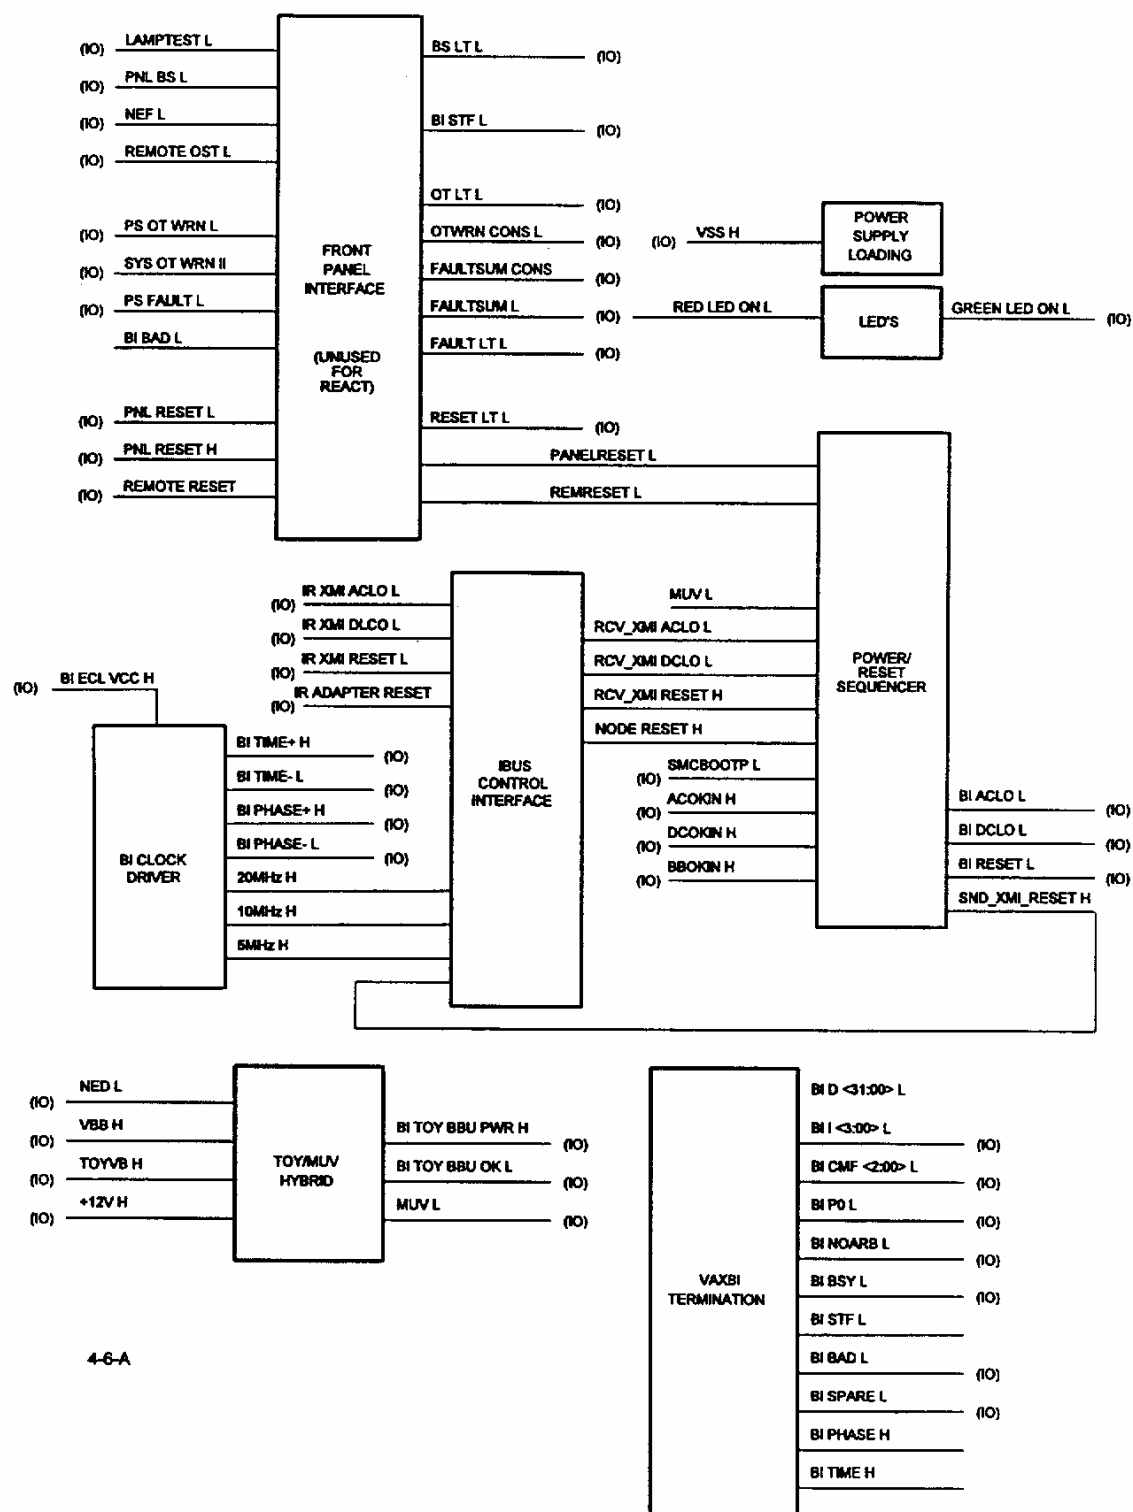 (IO) LAMPTEST L
(IO) PNL BS L
(IO) NEF L
(IO) REMOTE OST L
(IO) PS OT WRN L
(IO) SYS OT WRN II
(IO) PS FAULT L
BI BAD L
(IO) PNL RESET L
(IO) PNL RESET H
(IO) REMOTE RESET
FRONT
PANEL
INTERFACE
(UNUSED
FOR
REACT)
BS LT L (IO)
BI STF L (IO)
OT LT L (IO)
OTWRN CONS L (IO)
FAULTSUM CONS (IO)
FAULTSUM L (IO)
FAULT LT L (IO)
RESET LT L (IO)
PANELRESET L
REMRESET L
(IO) VSS H
POWER
SUPPLY
LOADING
RED LED ON L
LED'S
GREEN LED ON L (IO)
(IO) IR XMI ACLO L
(IO) IR XMI DLCO L
(IO) IR XMI RESET L
(IO) IR ADAPTER RESET
IBUS
CONTROL
INTERFACE
MUV L
RCV_XMI ACLO L
RCV_XMI DCLO L
RCV_XMI RESET H
NODE RESET H
(IO) SMCBOOTP L
(IO) ACOKIN H
(IO) DCOKIN H
(IO) BBOKIN H
POWER/
RESET
SEQUENCER
BI ACLO L (IO)
BI DCLO L (IO)
BI RESET L (IO)
SND_XMI_RESET H
(IO) BI ECL VCC H
BI CLOCK
DRIVER
BI TIME+ H (IO)
BI TIME- L (IO)
BI PHASE+ H (IO)
BI PHASE- L (IO)
20MHz H
10MHz H
5MHz H
(IO) NED L
(IO) VBB H
(IO) TOYVB H
(IO) +12V H
TOY/MUV
HYBRID
BI TOY BBU PWR H (IO)
BI TOY BBU OK L (IO)
MUV L (IO)
VAXBI
TERMINATION
BI D <31:00> L
BI I <3:00> L (IO)
BI CMF <2:00> L (IO)
BI P0 L (IO)
BI NOARB L (IO)
BI BSY L (IO)
BI STF L
BI BAD L (IO)
BI SPARE L (IO)
BI PHASE H
BI TIME H
4-6-A